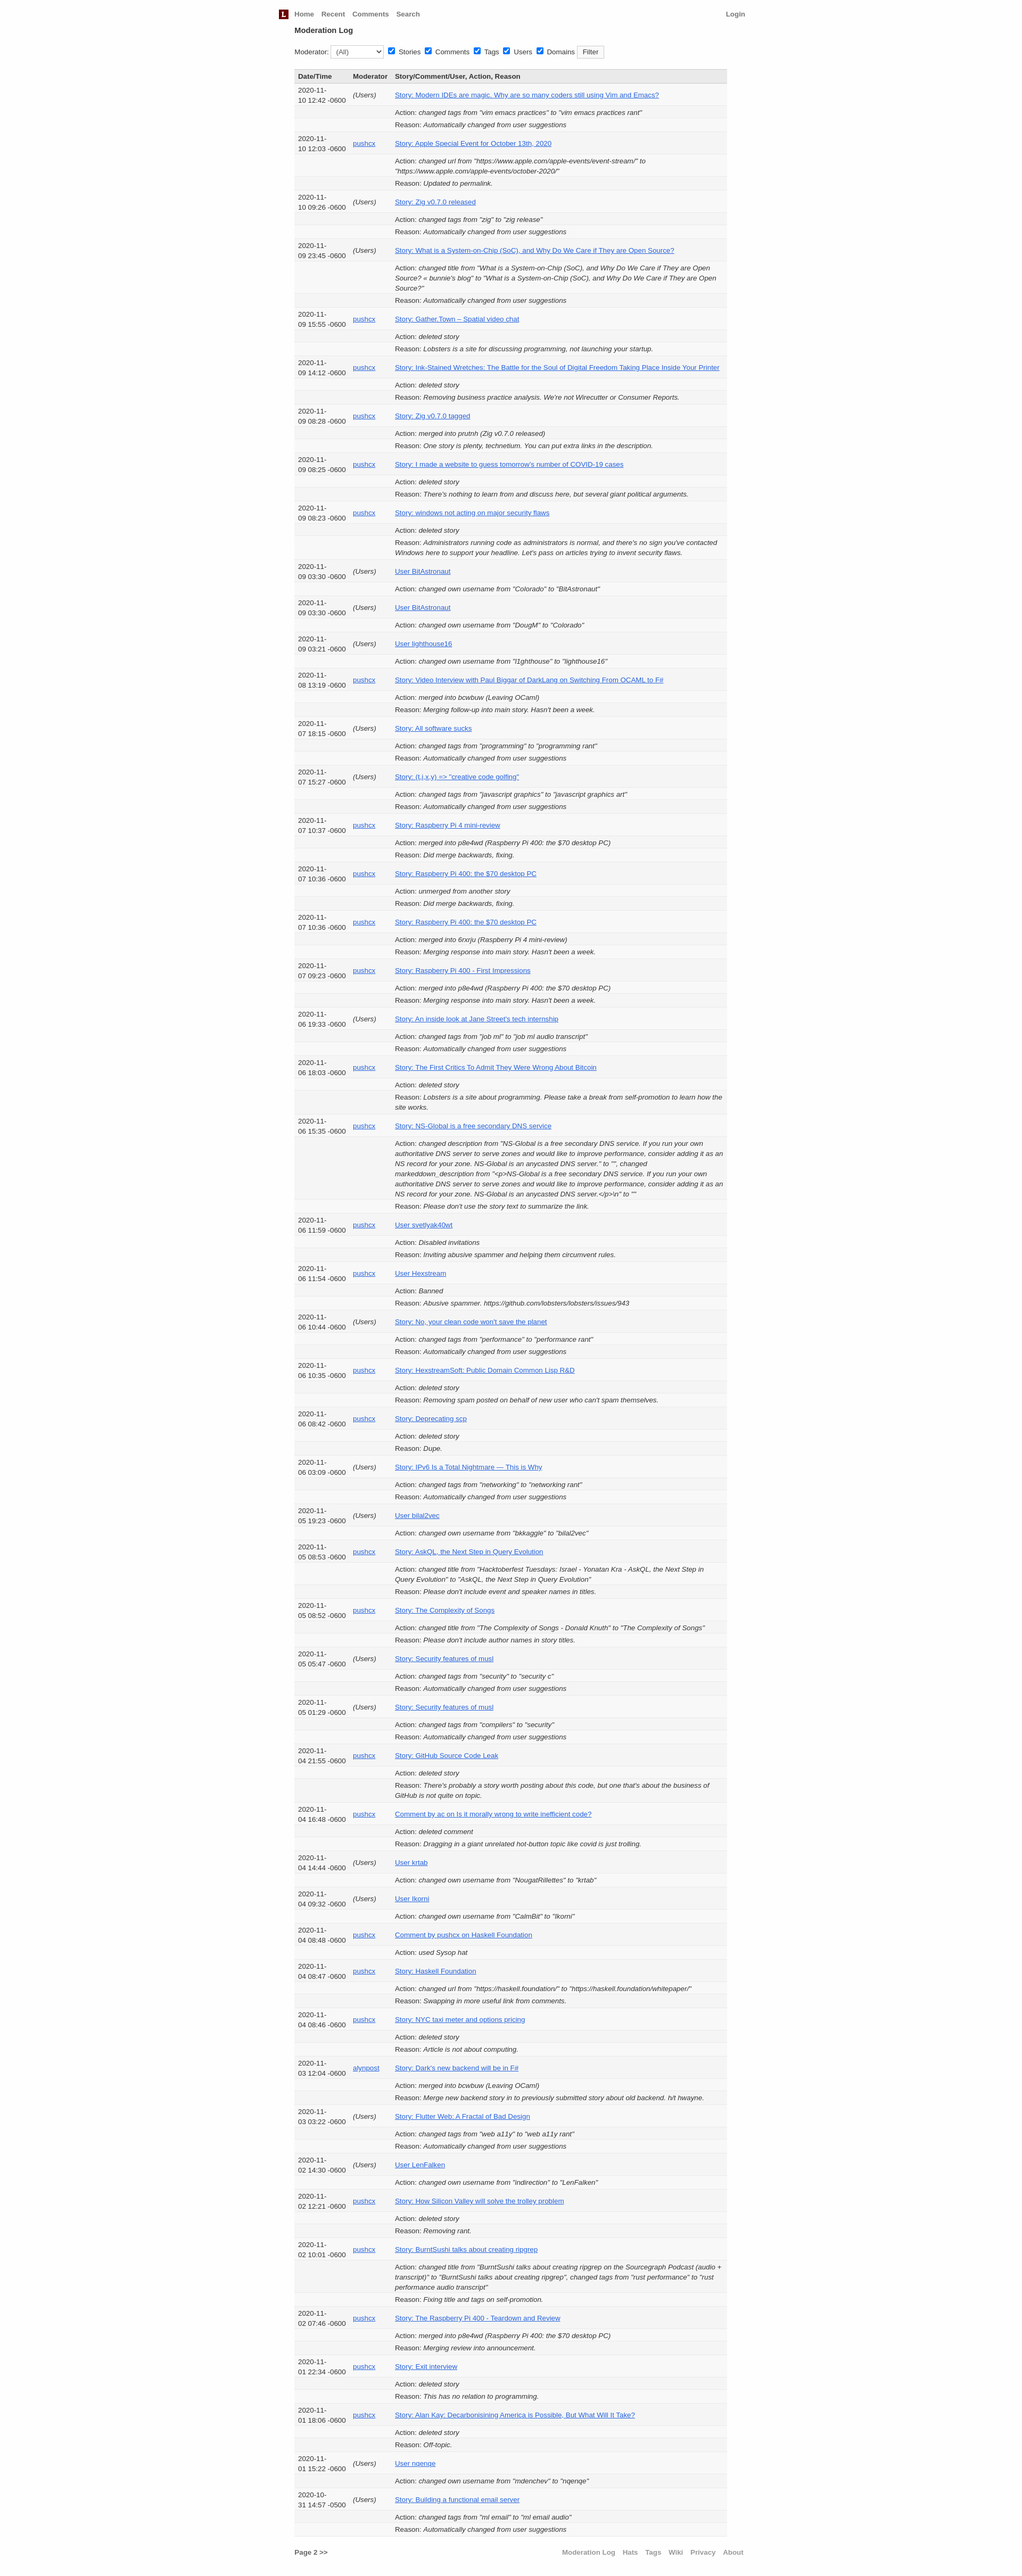 L Home Recent Comments Search Login
Moderation Log
Moderator: (All) Stories Comments Tags Users Domains Filter
Date/Time Moderator Story/Comment/User, Action, Reason
2020-11-
10 12:42 -0600 (Users) Story: Modern IDEs are magic. Why are so many coders still using Vim and Emacs?
Action: changed tags from "vim emacs practices" to "vim emacs practices rant"
Reason: Automatically changed from user suggestions
2020-11-
10 12:03 -0600 pushcx Story: Apple Special Event for October 13th, 2020
Action: changed url from "https://www.apple.com/apple-events/event-stream/" to
"https://www.apple.com/apple-events/october-2020/"
Reason: Updated to permalink.
2020-11-
10 09:26 -0600 (Users) Story: Zig v0.7.0 released
Action: changed tags from "zig" to "zig release"
Reason: Automatically changed from user suggestions
2020-11-
09 23:45 -0600 (Users) Story: What is a System-on-Chip (SoC), and Why Do We Care if They are Open Source?
Action: changed title from "What is a System-on-Chip (SoC), and Why Do We Care if They are Open
Source? « bunnie's blog" to "What is a System-on-Chip (SoC), and Why Do We Care if They are Open
Source?"
Reason: Automatically changed from user suggestions
2020-11-
09 15:55 -0600 pushcx Story: Gather.Town – Spatial video chat
Action: deleted story
Reason: Lobsters is a site for discussing programming, not launching your startup.
2020-11-
09 14:12 -0600 pushcx Story: Ink-Stained Wretches: The Battle for the Soul of Digital Freedom Taking Place Inside Your Printer
Action: deleted story
Reason: Removing business practice analysis. We're not Wirecutter or Consumer Reports.
2020-11-
09 08:28 -0600 pushcx Story: Zig v0.7.0 tagged
Action: merged into prutnh (Zig v0.7.0 released)
Reason: One story is plenty, technetium. You can put extra links in the description.
2020-11-
09 08:25 -0600 pushcx Story: I made a website to guess tomorrow's number of COVID-19 cases
Action: deleted story
Reason: There's nothing to learn from and discuss here, but several giant political arguments.
2020-11-
09 08:23 -0600 pushcx Story: windows not acting on major security flaws
Action: deleted story
Reason: Administrators running code as administrators is normal, and there's no sign you've contacted
Windows here to support your headline. Let's pass on articles trying to invent security flaws.
2020-11-
09 03:30 -0600 (Users) User BitAstronaut
Action: changed own username from "Colorado" to "BitAstronaut"
2020-11-
09 03:30 -0600 (Users) User BitAstronaut
Action: changed own username from "DougM" to "Colorado"
2020-11-
09 03:21 -0600 (Users) User lighthouse16
Action: changed own username from "l1ghthouse" to "lighthouse16"
2020-11-
08 13:19 -0600 pushcx Story: Video Interview with Paul Biggar of DarkLang on Switching From OCAML to F#
Action: merged into bcwbuw (Leaving OCaml)
Reason: Merging follow-up into main story. Hasn't been a week.
2020-11-
07 18:15 -0600 (Users) Story: All software sucks
Action: changed tags from "programming" to "programming rant"
Reason: Automatically changed from user suggestions
2020-11-
07 15:27 -0600 (Users) Story: (t,i,x,y) => "creative code golfing"
Action: changed tags from "javascript graphics" to "javascript graphics art"
Reason: Automatically changed from user suggestions
2020-11-
07 10:37 -0600 pushcx Story: Raspberry Pi 4 mini-review
Action: merged into p8e4wd (Raspberry Pi 400: the $70 desktop PC)
Reason: Did merge backwards, fixing.
2020-11-
07 10:36 -0600 pushcx Story: Raspberry Pi 400: the $70 desktop PC
Action: unmerged from another story
Reason: Did merge backwards, fixing.
2020-11-
07 10:36 -0600 pushcx Story: Raspberry Pi 400: the $70 desktop PC
Action: merged into 6rxrju (Raspberry Pi 4 mini-review)
Reason: Merging response into main story. Hasn't been a week.
2020-11-
07 09:23 -0600 pushcx Story: Raspberry Pi 400 - First Impressions
Action: merged into p8e4wd (Raspberry Pi 400: the $70 desktop PC)
Reason: Merging response into main story. Hasn't been a week.
2020-11-
06 19:33 -0600 (Users) Story: An inside look at Jane Street's tech internship
Action: changed tags from "job ml" to "job ml audio transcript"
Reason: Automatically changed from user suggestions
2020-11-
06 18:03 -0600 pushcx Story: The First Critics To Admit They Were Wrong About Bitcoin
Action: deleted story
Reason: Lobsters is a site about programming. Please take a break from self-promotion to learn how the
site works.
2020-11-
06 15:35 -0600 pushcx Story: NS-Global is a free secondary DNS service
Action: changed description from "NS-Global is a free secondary DNS service. If you run your own
authoritative DNS server to serve zones and would like to improve performance, consider adding it as an
NS record for your zone. NS-Global is an anycasted DNS server." to "", changed
markeddown_description from "<p>NS-Global is a free secondary DNS service. If you run your own
authoritative DNS server to serve zones and would like to improve performance, consider adding it as an
NS record for your zone. NS-Global is an anycasted DNS server.</p>\n" to ""
Reason: Please don't use the story text to summarize the link.
2020-11-
06 11:59 -0600 pushcx User svetlyak40wt
Action: Disabled invitations
Reason: Inviting abusive spammer and helping them circumvent rules.
2020-11-
06 11:54 -0600 pushcx User Hexstream
Action: Banned
Reason: Abusive spammer. https://github.com/lobsters/lobsters/issues/943
2020-11-
06 10:44 -0600 (Users) Story: No, your clean code won't save the planet
Action: changed tags from "performance" to "performance rant"
Reason: Automatically changed from user suggestions
2020-11-
06 10:35 -0600 pushcx Story: HexstreamSoft: Public Domain Common Lisp R&D
Action: deleted story
Reason: Removing spam posted on behalf of new user who can't spam themselves.
2020-11-
06 08:42 -0600 pushcx Story: Deprecating scp
Action: deleted story
Reason: Dupe.
2020-11-
06 03:09 -0600 (Users) Story: IPv6 Is a Total Nightmare — This is Why
Action: changed tags from "networking" to "networking rant"
Reason: Automatically changed from user suggestions
2020-11-
05 19:23 -0600 (Users) User bilal2vec
Action: changed own username from "bkkaggle" to "bilal2vec"
2020-11-
05 08:53 -0600 pushcx Story: AskQL, the Next Step in Query Evolution
Action: changed title from "Hacktoberfest Tuesdays: Israel - Yonatan Kra - AskQL, the Next Step in
Query Evolution" to "AskQL, the Next Step in Query Evolution"
Reason: Please don't include event and speaker names in titles.
2020-11-
05 08:52 -0600 pushcx Story: The Complexity of Songs
Action: changed title from "The Complexity of Songs - Donald Knuth" to "The Complexity of Songs"
Reason: Please don't include author names in story titles.
2020-11-
05 05:47 -0600 (Users) Story: Security features of musl
Action: changed tags from "security" to "security c"
Reason: Automatically changed from user suggestions
2020-11-
05 01:29 -0600 (Users) Story: Security features of musl
Action: changed tags from "compilers" to "security"
Reason: Automatically changed from user suggestions
2020-11-
04 21:55 -0600 pushcx Story: GitHub Source Code Leak
Action: deleted story
Reason: There's probably a story worth posting about this code, but one that's about the business of
GitHub is not quite on topic.
2020-11-
04 16:48 -0600 pushcx Comment by ac on Is it morally wrong to write inefficient code?
Action: deleted comment
Reason: Dragging in a giant unrelated hot-button topic like covid is just trolling.
2020-11-
04 14:44 -0600 (Users) User krtab
Action: changed own username from "NougatRillettes" to "krtab"
2020-11-
04 09:32 -0600 (Users) User Ikorni
Action: changed own username from "CalmBit" to "Ikorni"
2020-11-
04 08:48 -0600 pushcx Comment by pushcx on Haskell Foundation
Action: used Sysop hat
2020-11-
04 08:47 -0600 pushcx Story: Haskell Foundation
Action: changed url from "https://haskell.foundation/" to "https://haskell.foundation/whitepaper/"
Reason: Swapping in more useful link from comments.
2020-11-
04 08:46 -0600 pushcx Story: NYC taxi meter and options pricing
Action: deleted story
Reason: Article is not about computing.
2020-11-
03 12:04 -0600 alynpost Story: Dark's new backend will be in F#
Action: merged into bcwbuw (Leaving OCaml)
Reason: Merge new backend story in to previously submitted story about old backend. h/t hwayne.
2020-11-
03 03:22 -0600 (Users) Story: Flutter Web: A Fractal of Bad Design
Action: changed tags from "web a11y" to "web a11y rant"
Reason: Automatically changed from user suggestions
2020-11-
02 14:30 -0600 (Users) User LenFalken
Action: changed own username from "indirection" to "LenFalken"
2020-11-
02 12:21 -0600 pushcx Story: How Silicon Valley will solve the trolley problem
Action: deleted story
Reason: Removing rant.
2020-11-
02 10:01 -0600 pushcx Story: BurntSushi talks about creating ripgrep
Action: changed title from "BurntSushi talks about creating ripgrep on the Sourcegraph Podcast (audio +
transcript)" to "BurntSushi talks about creating ripgrep", changed tags from "rust performance" to "rust
performance audio transcript"
Reason: Fixing title and tags on self-promotion.
2020-11-
02 07:46 -0600 pushcx Story: The Raspberry Pi 400 - Teardown and Review
Action: merged into p8e4wd (Raspberry Pi 400: the $70 desktop PC)
Reason: Merging review into announcement.
2020-11-
01 22:34 -0600 pushcx Story: Exit interview
Action: deleted story
Reason: This has no relation to programming.
2020-11-
01 18:06 -0600 pushcx Story: Alan Kay: Decarbonisining America is Possible, But What Will It Take?
Action: deleted story
Reason: Off-topic.
2020-11-
01 15:22 -0600 (Users) User nqenqe
Action: changed own username from "mdenchev" to "nqenqe"
2020-10-
31 14:57 -0500 (Users) Story: Building a functional email server
Action: changed tags from "ml email" to "ml email audio"
Reason: Automatically changed from user suggestions
Page 2 >> Moderation Log Hats Tags Wiki Privacy About